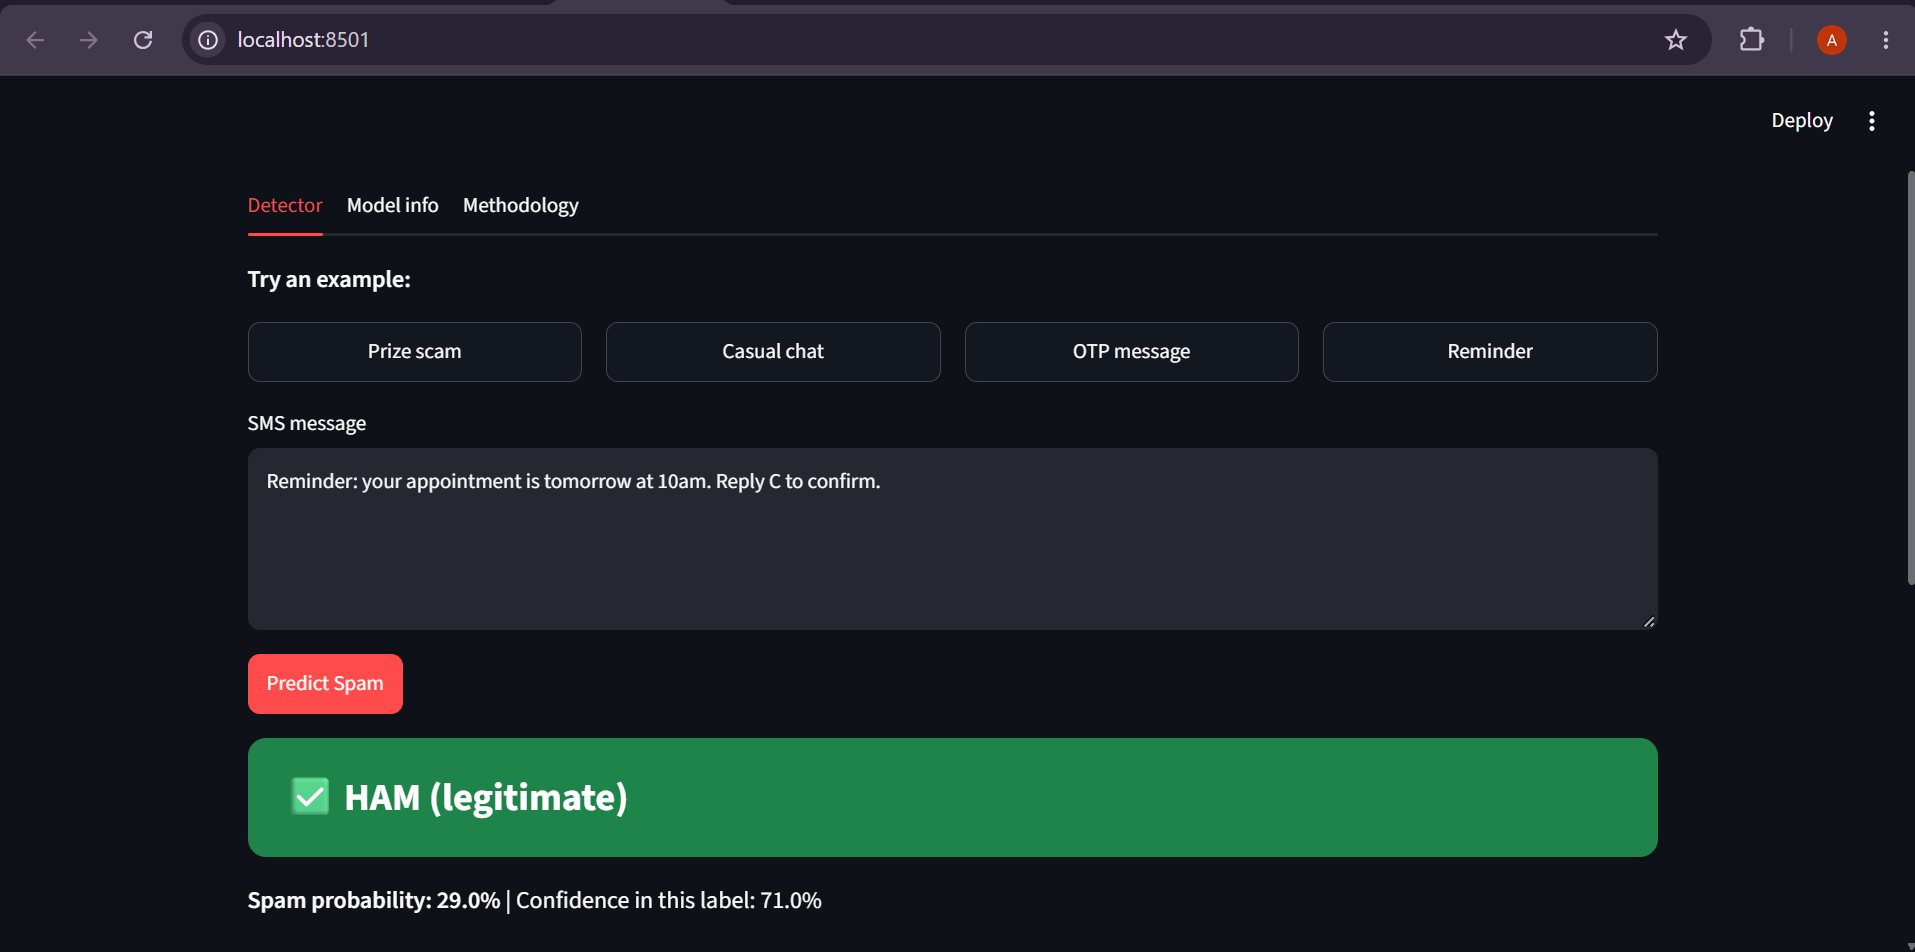 localhost:8501
A
Deploy
Detector Model info Methodology
Try an example:
Prize scam Casual chat OTP message Reminder
SMS message
Reminder: your appointment is tomorrow at 10am. Reply C to confirm.
Predict Spam
✅ HAM (legitimate)
Spam probability: 29.0% | Confidence in this label: 71.0%